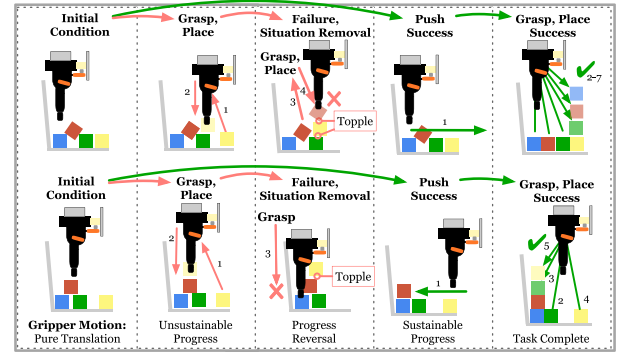 Initial
Condition
Grasp,
Place
Failure,
Situation Removal
Push
Success
Grasp, Place
Success
2
1
Grasp,
Place
4
3
Topple
1
2-7
Initial
Condition
Grasp,
Place
Failure,
Situation Removal
Push
Success
Grasp, Place
Success
2
1
Grasp
3
Topple
1
5
3
2
4
Gripper Motion:
Pure Translation
Unsustainable
Progress
Progress
Reversal
Sustainable
Progress
Task Complete